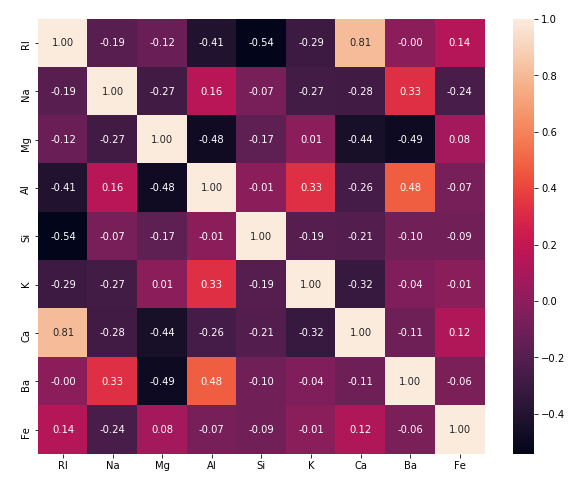 RI 1.00 -0.19 -0.12 -0.41 -0.54 -0.29 0.81 -0.00 0.14
Na -0.19 1.00 -0.27 0.16 -0.07 -0.27 -0.28 0.33 -0.24
Mg -0.12 -0.27 1.00 -0.48 -0.17 0.01 -0.44 -0.49 0.08
Al -0.41 0.16 -0.48 1.00 -0.01 0.33 -0.26 0.48 -0.07
Si -0.54 -0.07 -0.17 -0.01 1.00 -0.19 -0.21 -0.10 -0.09
K -0.29 -0.27 0.01 0.33 -0.19 1.00 -0.32 -0.04 -0.01
Ca 0.81 -0.28 -0.44 -0.26 -0.21 -0.32 1.00 -0.11 0.12
Ba -0.00 0.33 -0.49 0.48 -0.10 -0.04 -0.11 1.00 -0.06
Fe 0.14 -0.24 0.08 -0.07 -0.09 -0.01 0.12 -0.06 1.00
RI Na Mg Al Si K Ca Ba Fe
1.0
0.8
0.6
0.4
0.2
0.0
−0.2
−0.4